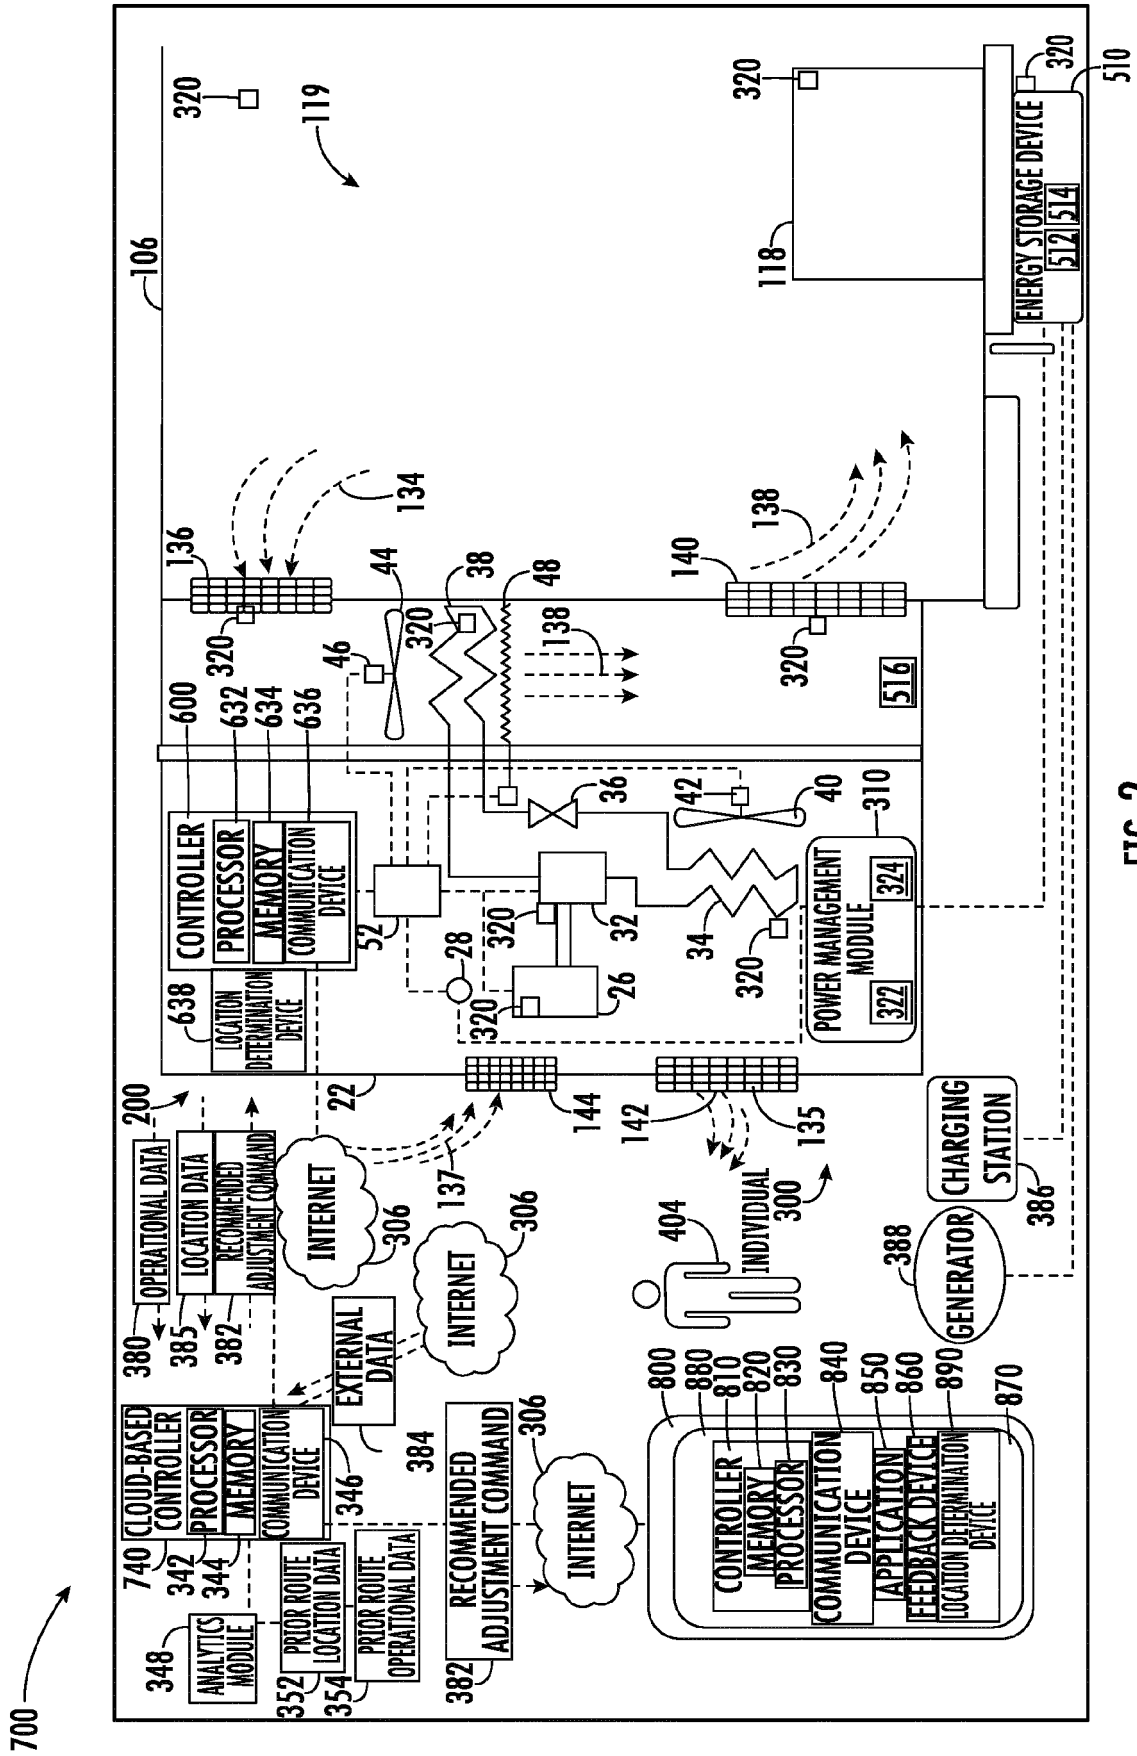 700
740
342
344
CLOUD-BASED
CONTROLLER
PROCESSOR
MEMORY
COMMUNICATION
DEVICE
346
348
ANALYTICS
MODULE
352
PRIOR ROUTE
LOCATION DATA
354
PRIOR ROUTE
OPERATIONAL DATA
384
EXTERNAL
DATA
382
RECOMMENDED
ADJUSTMENT COMMAND
306
INTERNET
306
INTERNET
380
OPERATIONAL DATA
385
LOCATION DATA
382
RECOMMENDED
ADJUSTMENT COMMAND
200
INTERNET
306
137
22
638
LOCATION
DETERMINATION
DEVICE
CONTROLLER
PROCESSOR
MEMORY
COMMUNICATION
DEVICE
600
632
634
636
52
28
320
26
320
32
144
142
135
34
320
36
42
40
POWER MANAGEMENT
MODULE
322
324
310
46
44
320
38
48
138
320
136
134
106
320
119
320
140
138
516
118
320
ENERGY STORAGE DEVICE
512
514
320
510
800
880
810
820
830
840
850
860
890
870
CONTROLLER
MEMORY
PROCESSOR
COMMUNICATION
DEVICE
APPLICATION
FEEDBACK DEVICE
LOCATION DETERMINATION
DEVICE
404
INDIVIDUAL
300
388
GENERATOR
CHARGING
STATION
386